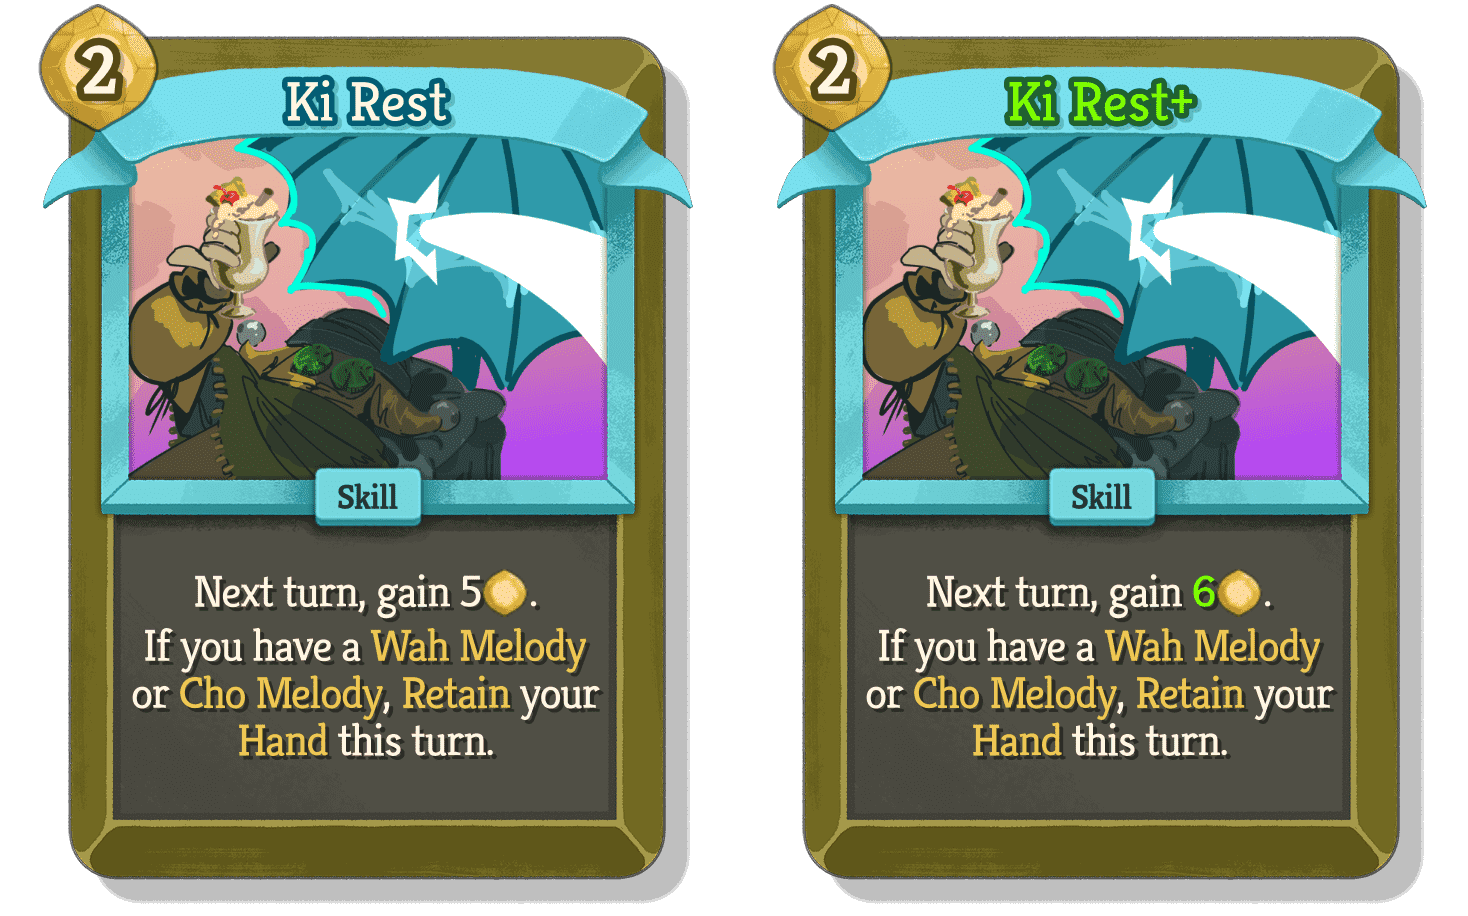 2
Ki Rest
Skill
Next turn, gain 5.
If you have a Wah Melody
or Cho Melody, Retain your
Hand this turn.
2
Ki Rest+
Skill
Next turn, gain 6.
If you have a Wah Melody
or Cho Melody, Retain your
Hand this turn.